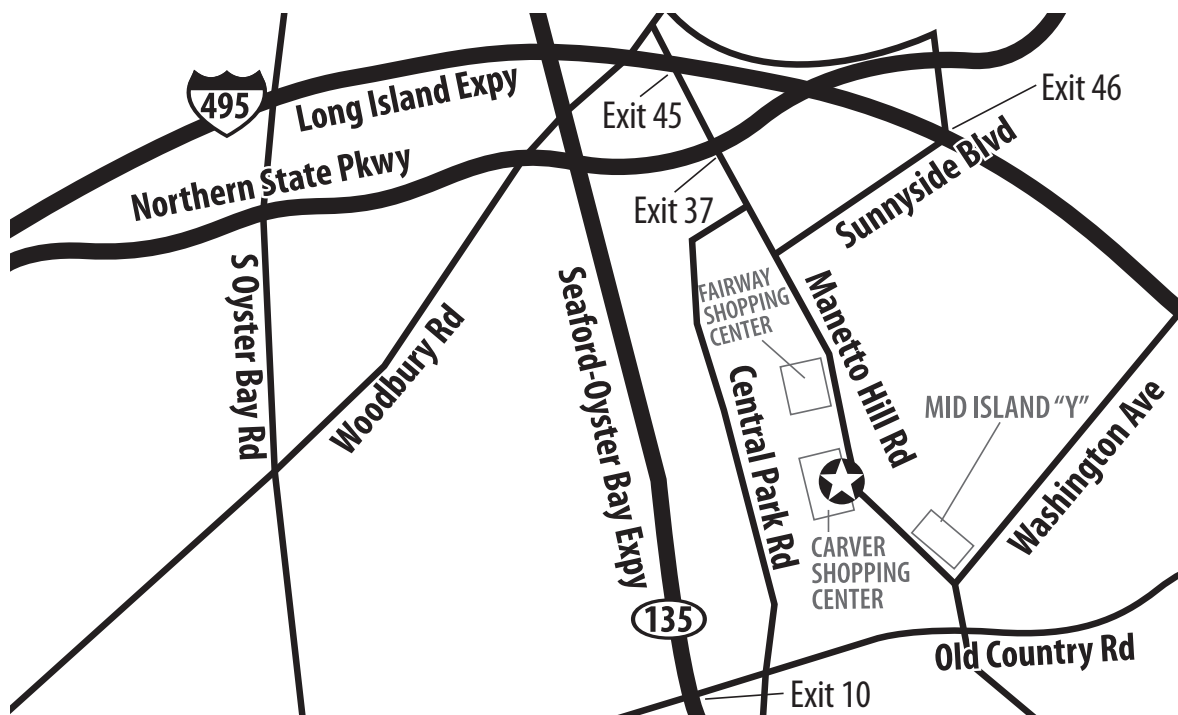 495
Long Island Expy
Northern State Pkwy
Exit 45
Exit 46
Sunnyside Blvd
Exit 37
S Oyster Bay Rd
Woodbury Rd
Seaford-Oyster Bay Expy
FAIRWAY
SHOPPING
CENTER
Manetto Hill Rd
Central Park Rd
MID ISLAND “Y”
Washington Ave
CARVER
SHOPPING
CENTER
135
Old Country Rd
Exit 10